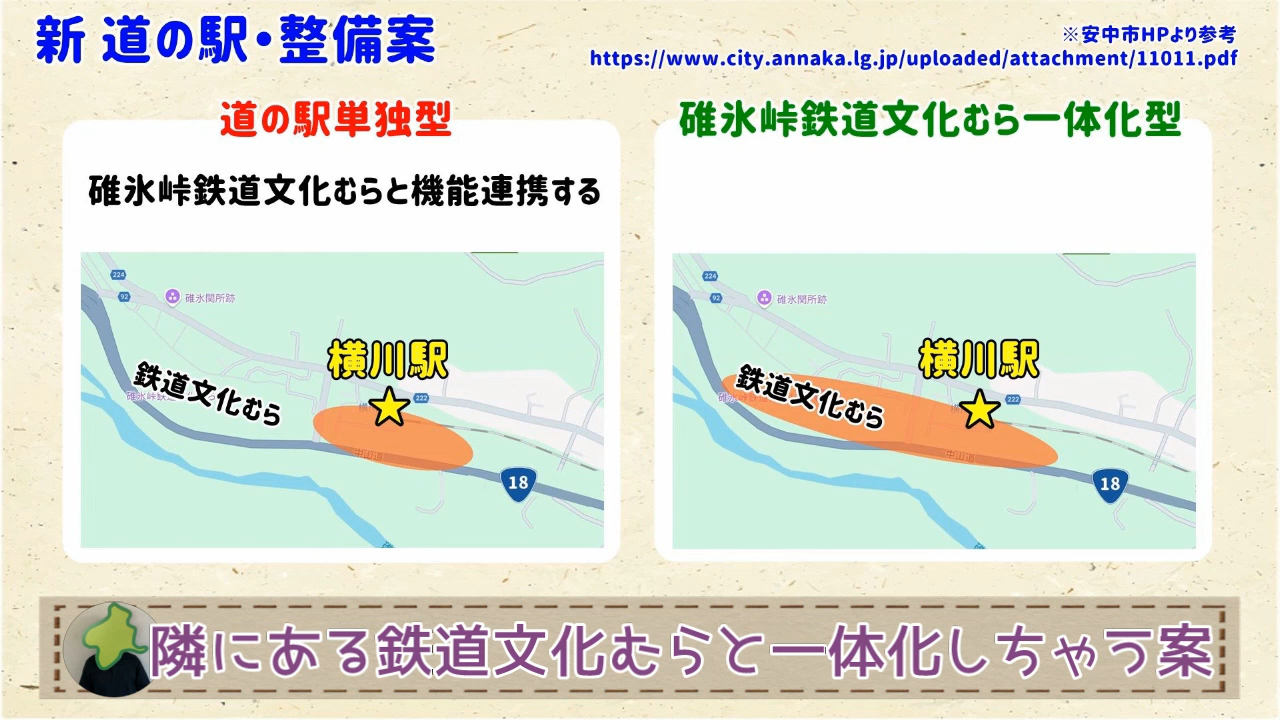 新 道の駅・整備案
※安中市HPより参考
https://www.city.annaka.lg.jp/uploaded/attachment/11011.pdf
道の駅単独型
碓氷峠鉄道文化むらと機能連携する
224
92
碓氷関所跡
横川駅
鉄道文化むら
222
中山道
18
碓氷峠鉄道文化むら一体化型
224
92
碓氷関所跡
横川駅
鉄道文化むら
222
中山道
18
隣にある鉄道文化むらと一体化しちゃう案